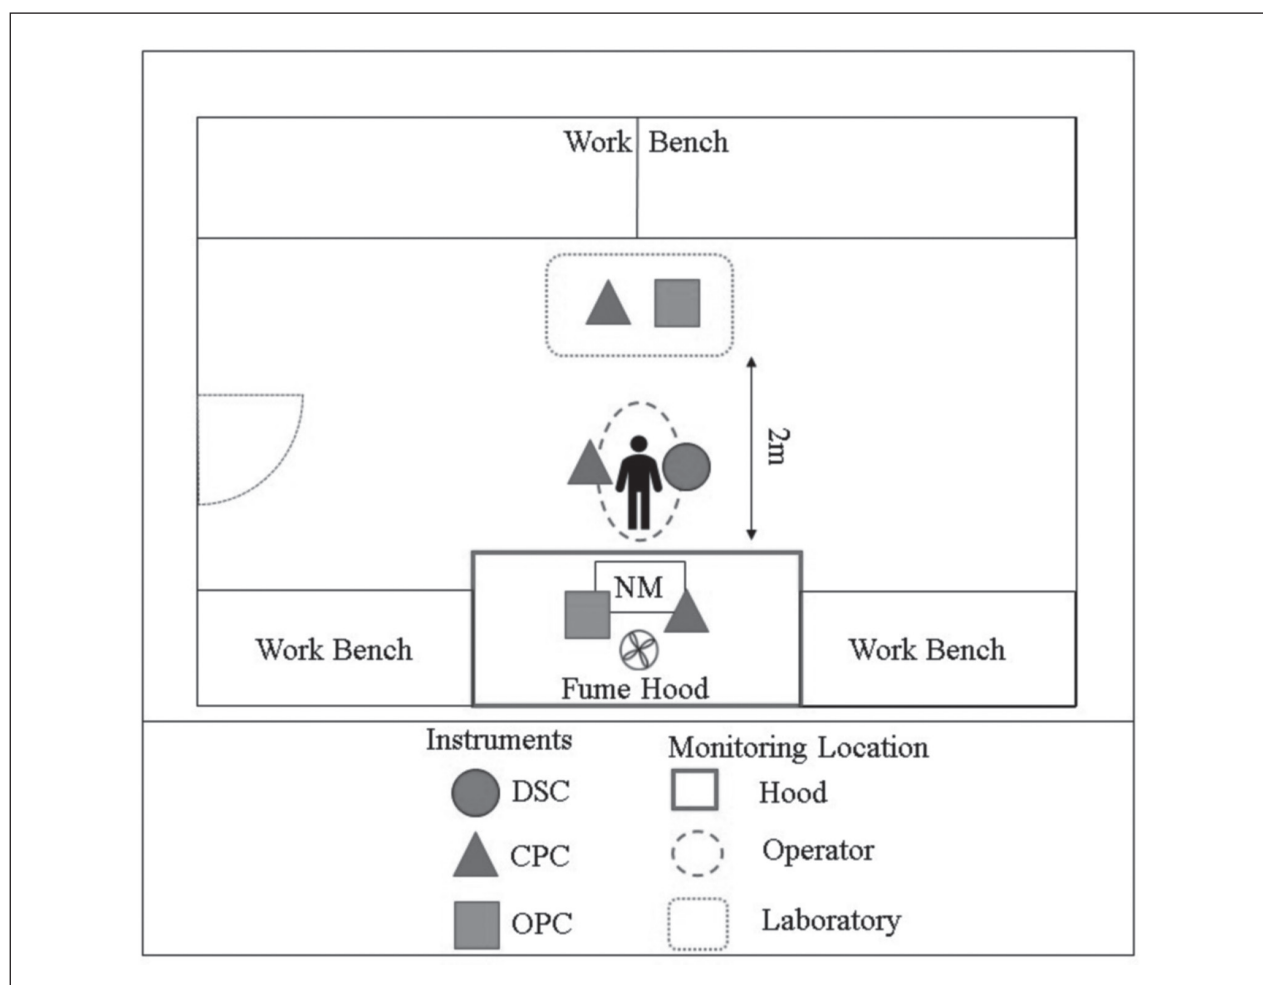 Work Bench
2m
NM
Fume Hood
Work Bench
Work Bench
Instruments
DSC
CPC
OPC
Monitoring Location
Hood
Operator
Laboratory